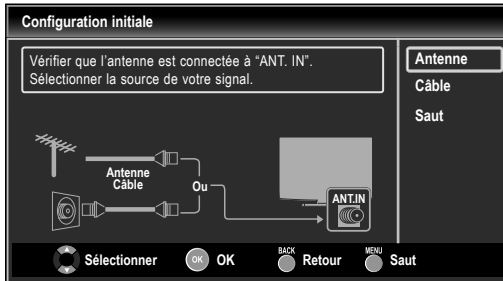 Configuration initiale
Vérifier que l'antenne est connectée à “ANT. IN”.
Sélectionner la source de votre signal.
Antenne
Câble
Saut
Antenne
Câble
Ou
ANT.IN
Sélectionner
OK
OK
BACK
Retour
MENU
Saut